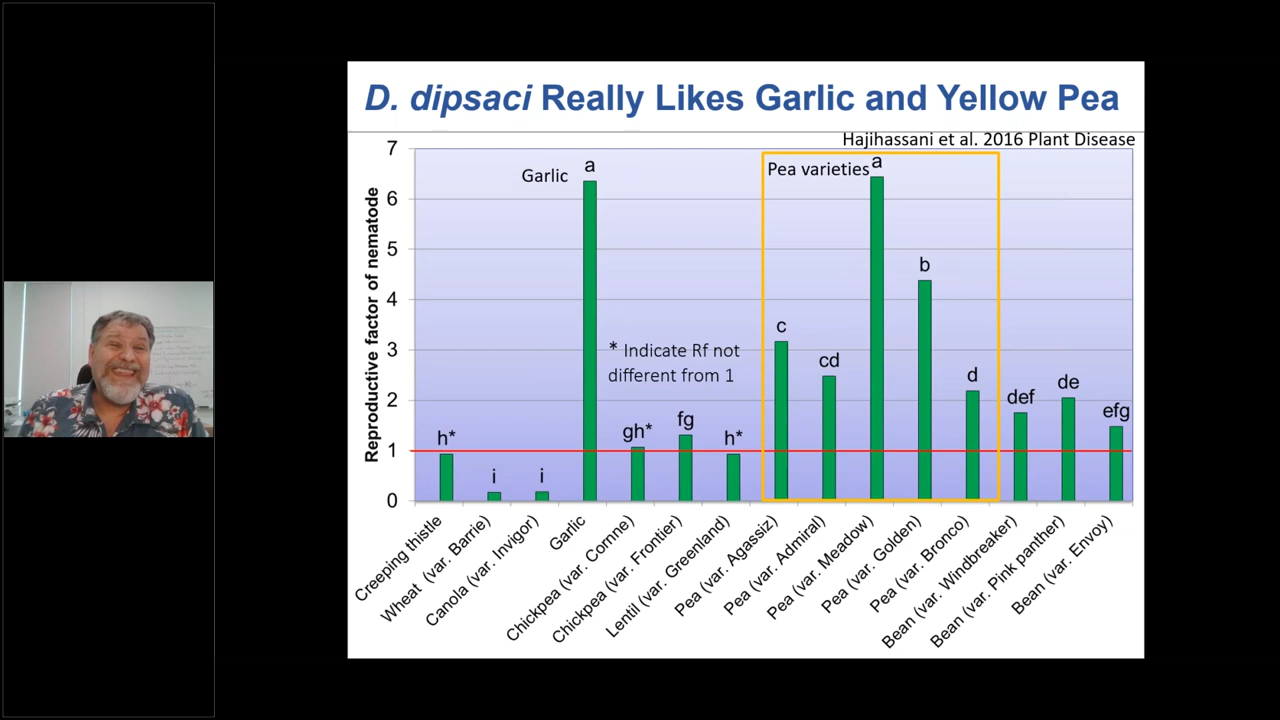 D. dipsaci Really Likes Garlic and Yellow Pea
Hajihassani et al. 2016 Plant Disease
Reproductive factor of nematode
7
6
5
4
3
2
1
0
Garlic
Pea varieties
* Indicate Rf not
different from 1
h*
i
i
a
gh*
fg
h*
c
cd
a
b
d
def
de
efg
Creeping thistle
Wheat (var. Barrie)
Canola (var. Invigor)
Garlic
Chickpea (var. Cornne)
Chickpea (var. Frontier)
Lentil (var. Greenland)
Pea (var. Agassiz)
Pea (var. Admiral)
Pea (var. Meadow)
Pea (var. Golden)
Pea (var. Bronco)
Bean (var. Windbreaker)
Bean (var. Pink panther)
Bean (var. Envoy)